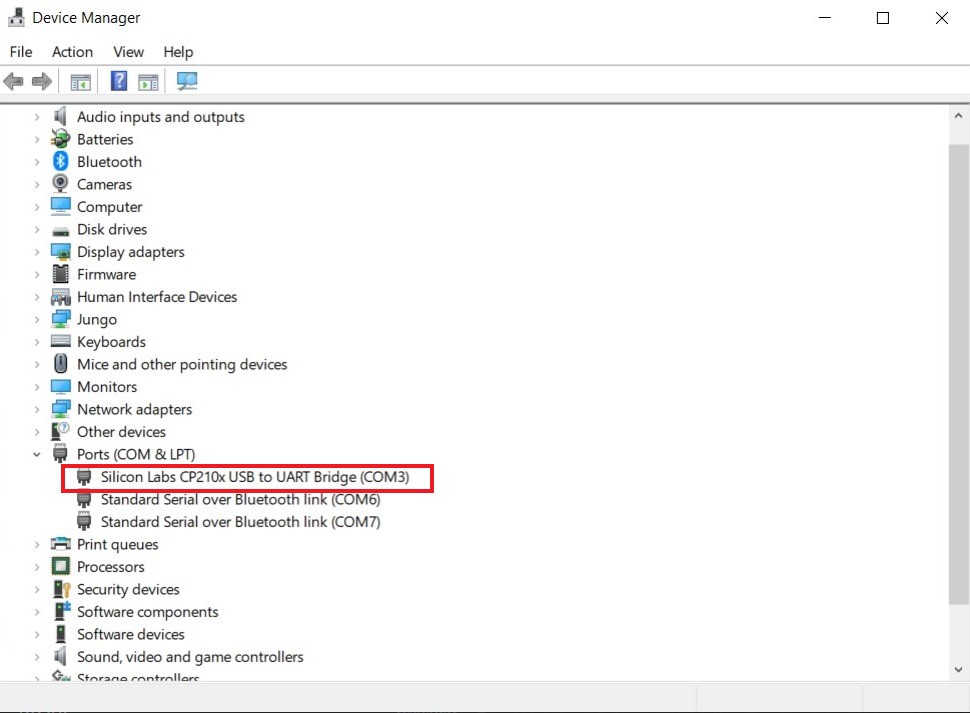 Device Manager
File Action View Help
Audio inputs and outputs
Batteries
Bluetooth
Cameras
Computer
Disk drives
Display adapters
Firmware
Human Interface Devices
Jungo
Keyboards
Mice and other pointing devices
Monitors
Network adapters
Other devices
Ports (COM & LPT)
Silicon Labs CP210x USB to UART Bridge (COM3)
Standard Serial over Bluetooth link (COM6)
Standard Serial over Bluetooth link (COM7)
Print queues
Processors
Security devices
Software components
Software devices
Sound, video and game controllers
Storage controllers